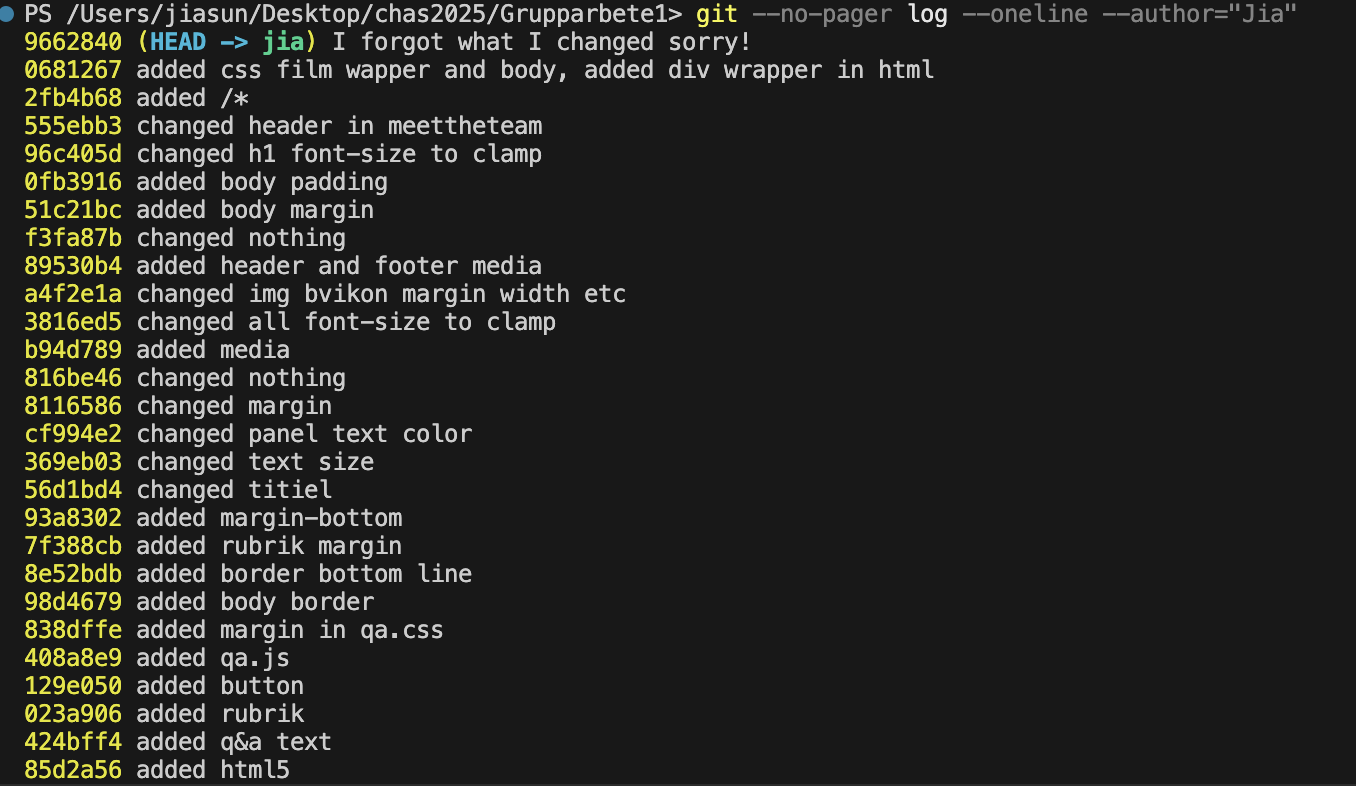 PS /Users/jiasun/Desktop/chas2025/Grupparbete1> git --no-pager log --oneline --author="Jia"
9662840 (HEAD -> jia) I forgot what I changed sorry!
0681267 added css film wapper and body, added div wrapper in html
2fb4b68 added /*
555ebb3 changed header in meettheteam
96c405d changed h1 font-size to clamp
0fb3916 added body padding
51c21bc added body margin
f3fa87b changed nothing
89530b4 added header and footer media
a4f2e1a changed img bvikon margin width etc
3816ed5 changed all font-size to clamp
b94d789 added media
816be46 changed nothing
8116586 changed margin
cf994e2 changed panel text color
369eb03 changed text size
56d1bd4 changed titiel
93a8302 added margin-bottom
7f388cb added rubrik margin
8e52bdb added border bottom line
98d4679 added body border
838dffe added margin in qa.css
408a8e9 added qa.js
129e050 added button
023a906 added rubrik
424bff4 added q&a text
85d2a56 added html5